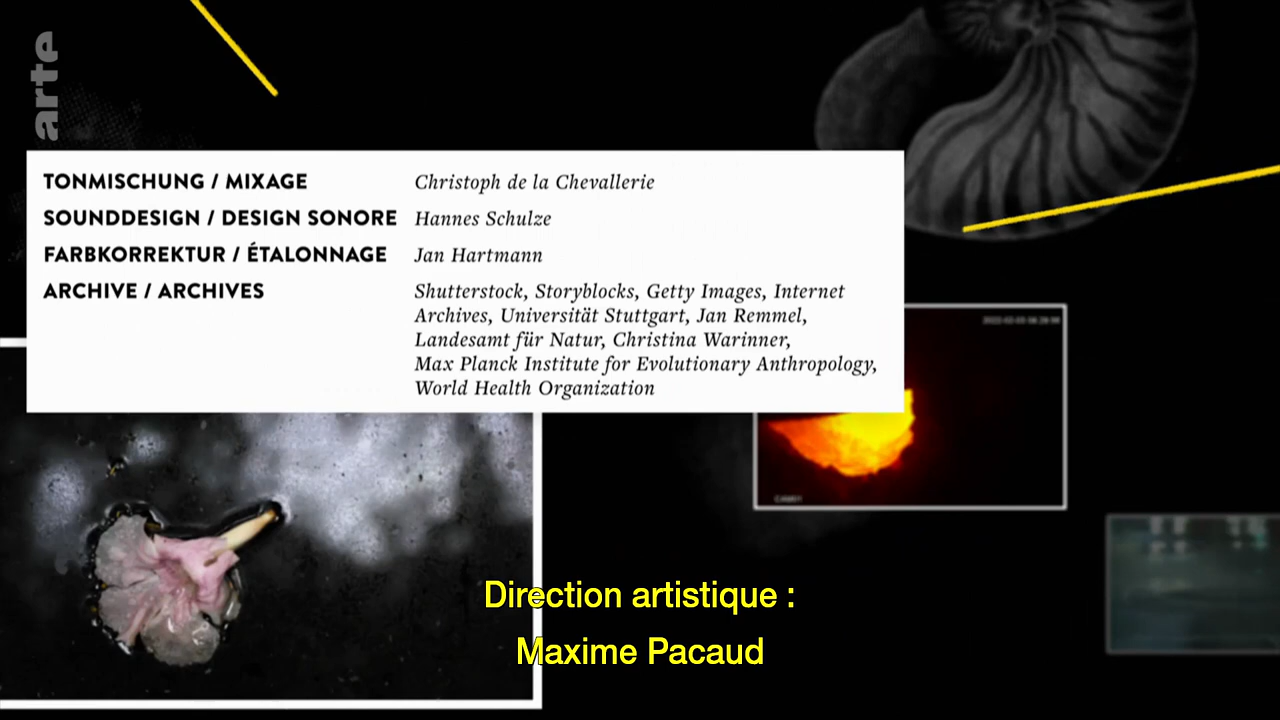 arte
TONMISCHUNG / MIXAGE Christoph de la Chevallerie
SOUNDDESIGN / DESIGN SONORE Hannes Schulze
FARBKORREKTUR / ÉTALONNAGE Jan Hartmann
ARCHIVE / ARCHIVES Shutterstock, Storyblocks, Getty Images, Internet
Archives, Universität Stuttgart, Jan Remmel,
Landesamt für Natur, Christina Warinner,
Max Planck Institute for Evolutionary Anthropology,
World Health Organization
Direction artistique :
Maxime Pacaud